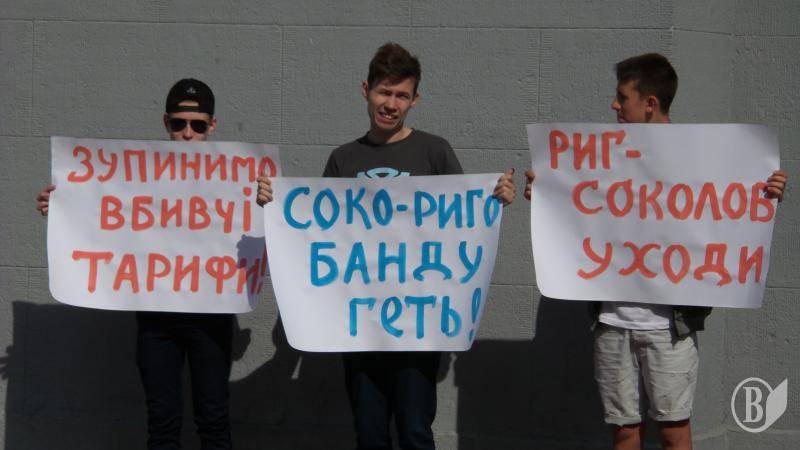 ЗУПИНИМО
ВБИВЧІ
ТАРИФИ!
СОКО-РИГО
БАНДУ
ГЕТЬ!
РИГ-
СОКОЛОВ
УХОДИ
В